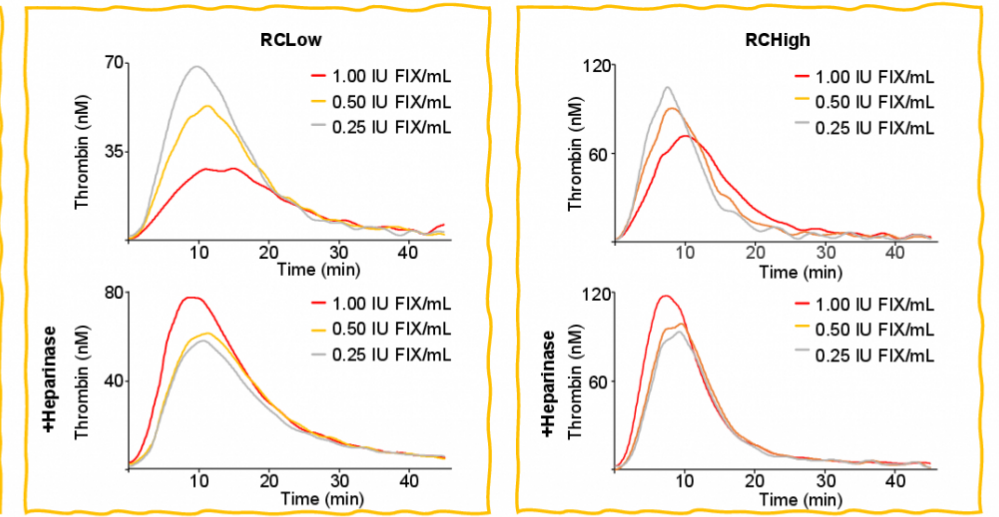 RCLow
70
35
Thrombin (nM)
1.00 IU FIX/mL
0.50 IU FIX/mL
0.25 IU FIX/mL
10 20 30 40
Time (min)
+Heparinase
80
40
Thrombin (nM)
1.00 IU FIX/mL
0.50 IU FIX/mL
0.25 IU FIX/mL
10 20 30 40
Time (min)
RCHigh
120
60
Thrombin (nM)
1.00 IU FIX/mL
0.50 IU FIX/mL
0.25 IU FIX/mL
10 20 30 40
Time (min)
+Heparinase
120
60
Thrombin (nM)
1.00 IU FIX/mL
0.50 IU FIX/mL
0.25 IU FIX/mL
10 20 30 40
Time (min)